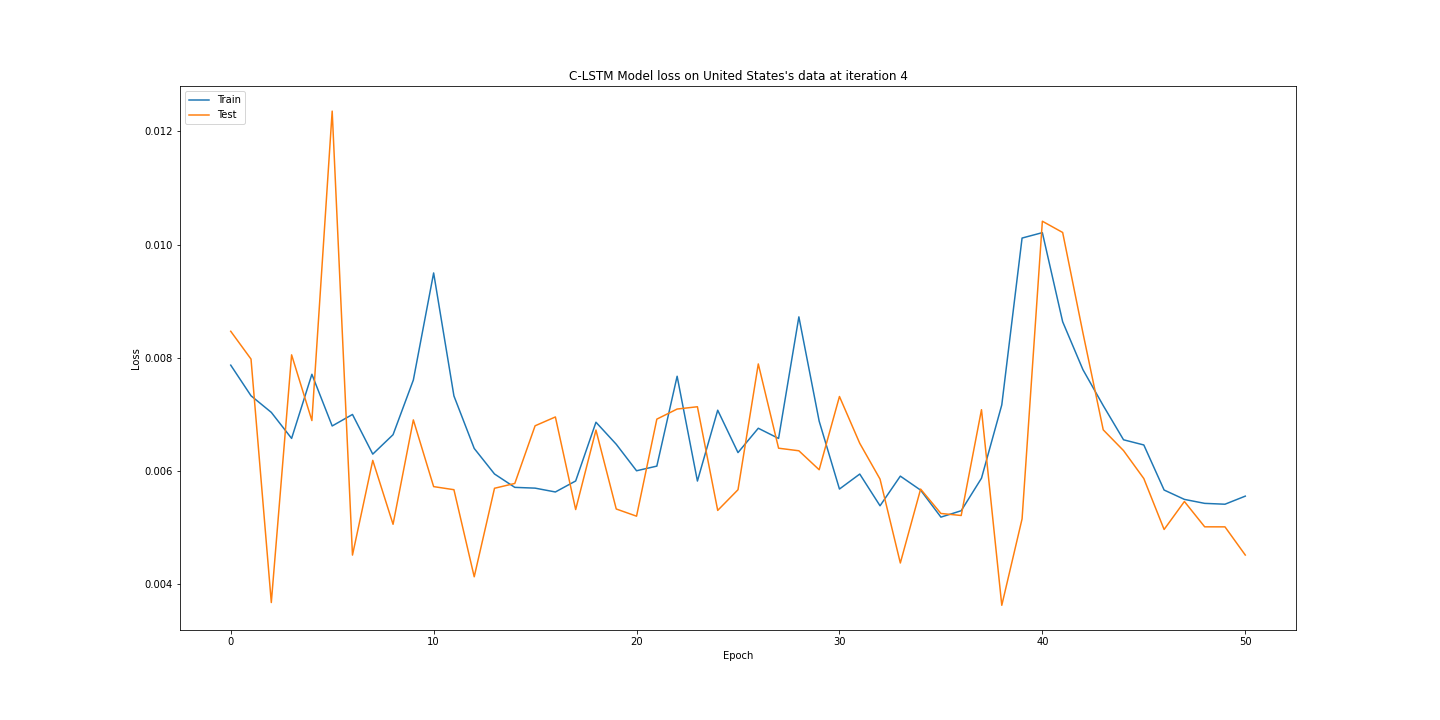 C-LSTM Model loss on United States's data at iteration 4
Train
Test
0.012
0.010
0.008
0.006
0.004
Loss
0 10 20 30 40 50
Epoch